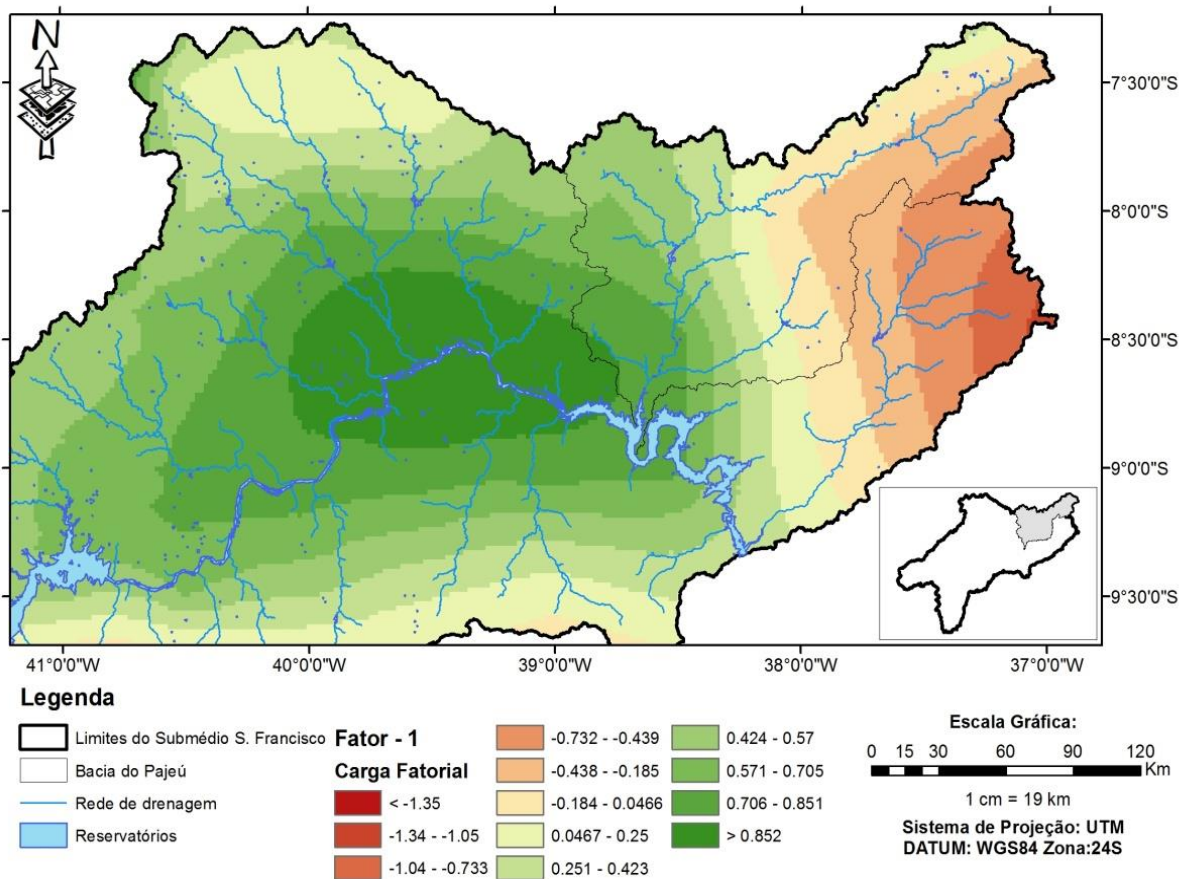 N
7°30'0"S
8°0'0"S
8°30'0"S
9°0'0"S
9°30'0"S
41°0'0"W
40°0'0"W
39°0'0"W
38°0'0"W
37°0'0"W
Legenda
Limites do Submédio S. Francisco
Bacia do Pajeú
Rede de drenagem
Reservatórios
Fator - 1
Carga Fatorial
< -1.35
-1.34 - -1.05
-1.04 - -0.733
-0.732 - -0.439
-0.438 - -0.185
-0.184 - 0.0466
0.0467 - 0.25
0.251 - 0.423
0.424 - 0.57
0.571 - 0.705
0.706 - 0.851
> 0.852
Escala Gráfica:
0 15 30 60 90 120
Km
1 cm = 19 km
Sistema de Projeção: UTM
DATUM: WGS84 Zona:24S